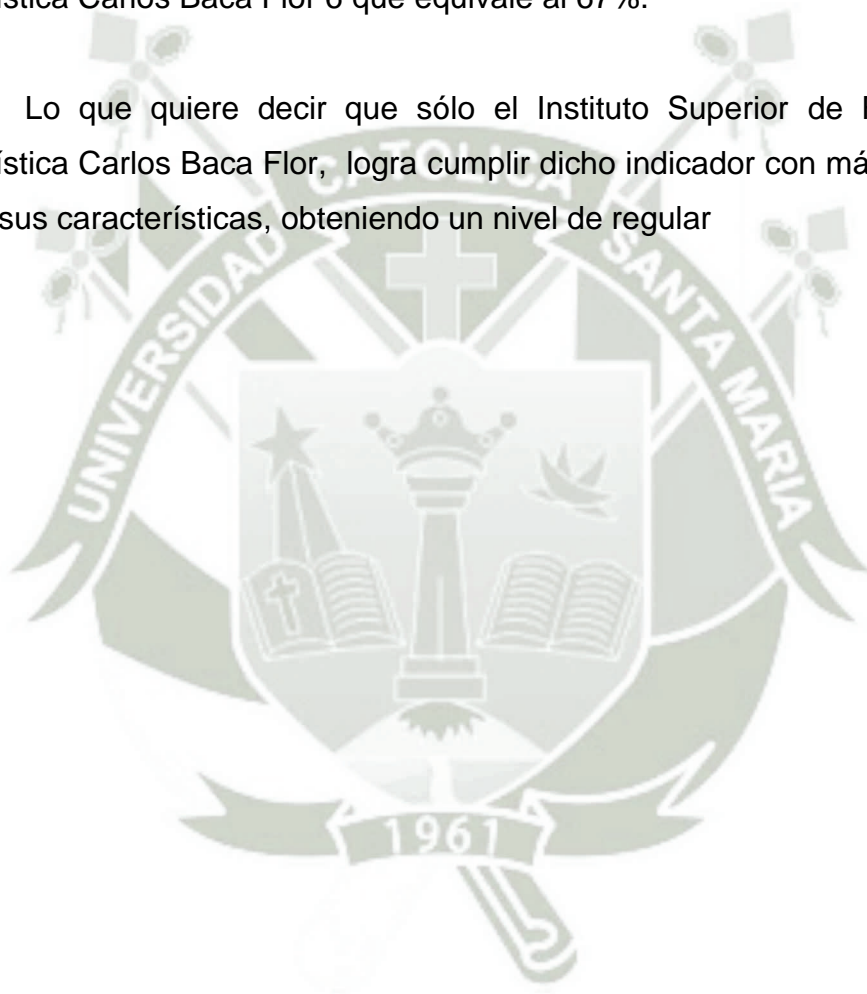 ística Carlos Baca Flor 6 que equivale al 67%.
Lo que quiere decir que sólo el Instituto Superior de
ística Carlos Baca Flor, logra cumplir dicho indicador con má
sus características, obteniendo un nivel de regular
UNIVERSIDAD CATOLICA SANTA MARIA
1961